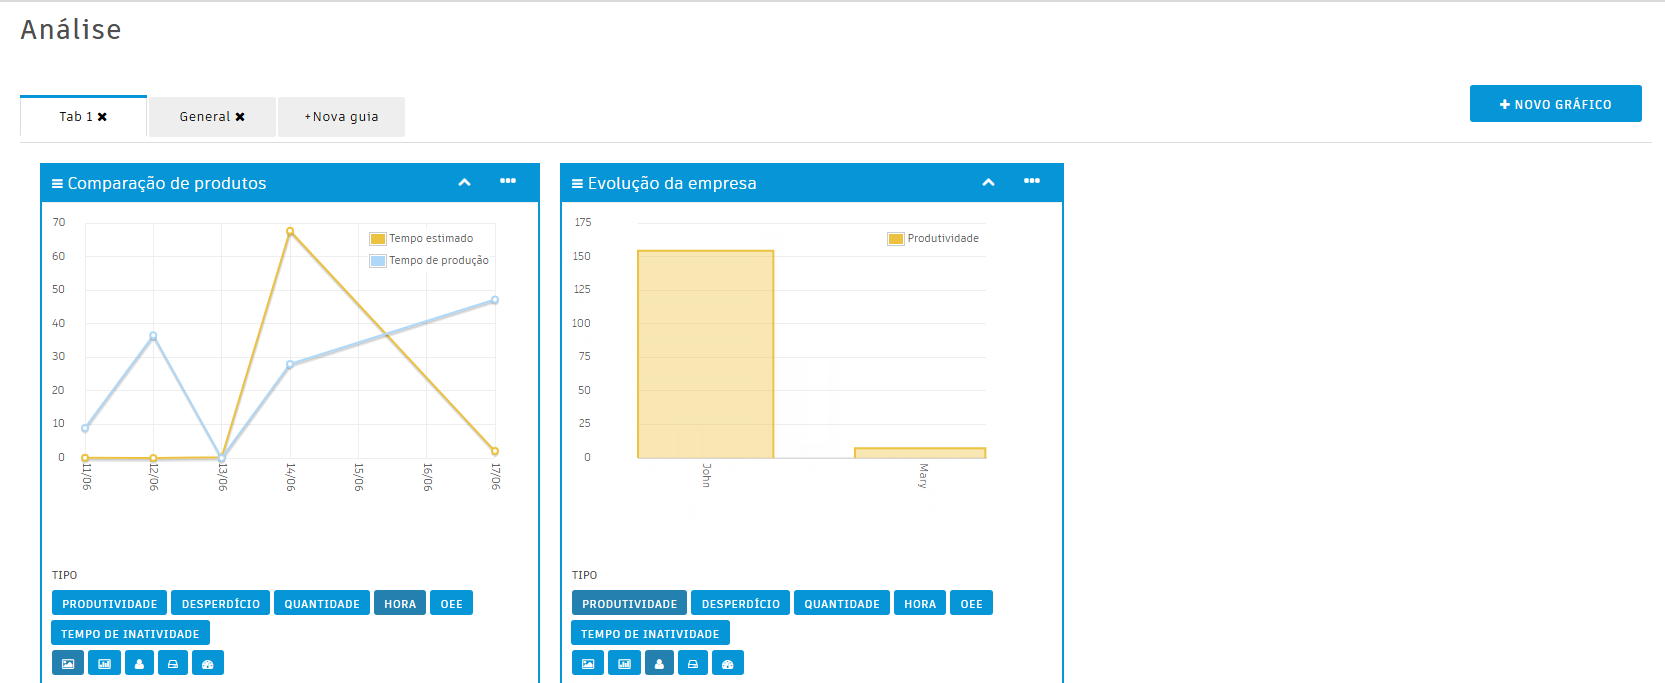 Análise
Tab 1 ✖ General ✖ +Nova guia
+ NOVO GRÁFICO
Comparação de produtos
70
60
50
40
30
20
10
0
Tempo estimado
Tempo de produção
11/06 12/06 13/06 14/06 15/06 16/06 17/06
TIPO
PRODUTIVIDADE DESPERDÍCIO QUANTIDADE HORA OEE
TEMPO DE INATIVIDADE
Evolução da empresa
175
150
125
100
75
50
25
0
Produtividade
John Mary
TIPO
PRODUTIVIDADE DESPERDÍCIO QUANTIDADE HORA OEE
TEMPO DE INATIVIDADE